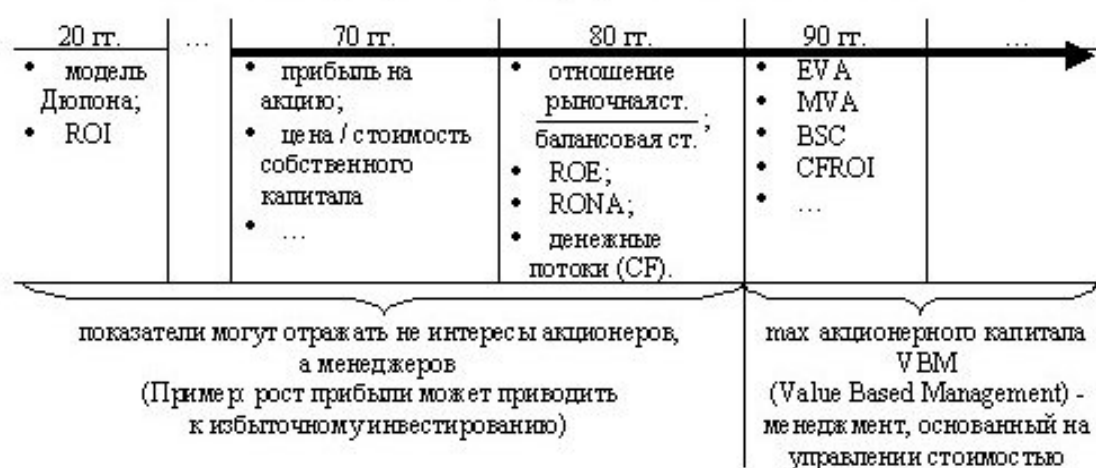 20 гг.
…
70 гг.
80 гг.
90 гг.
…
• модель
Дюпона;
• ROI
• прибыль на
акцию;
• цена / стоимость
собственного
капитала
• …
• отношение
рыночнаяст.
балансовая ст. ;
• ROE;
• RONA;
• денежные
потоки (CF).
• EVA
• MVA
• BSC
• CFROI
• …
показатели могут отражать не интересы акционеров,
а менеджеров
(Пример: рост прибыли может приводить
к избыточному инвестированию)
max акционерного капитала
VBM
(Value Based Management) -
менеджмент, основанный на
управлении стоимостью